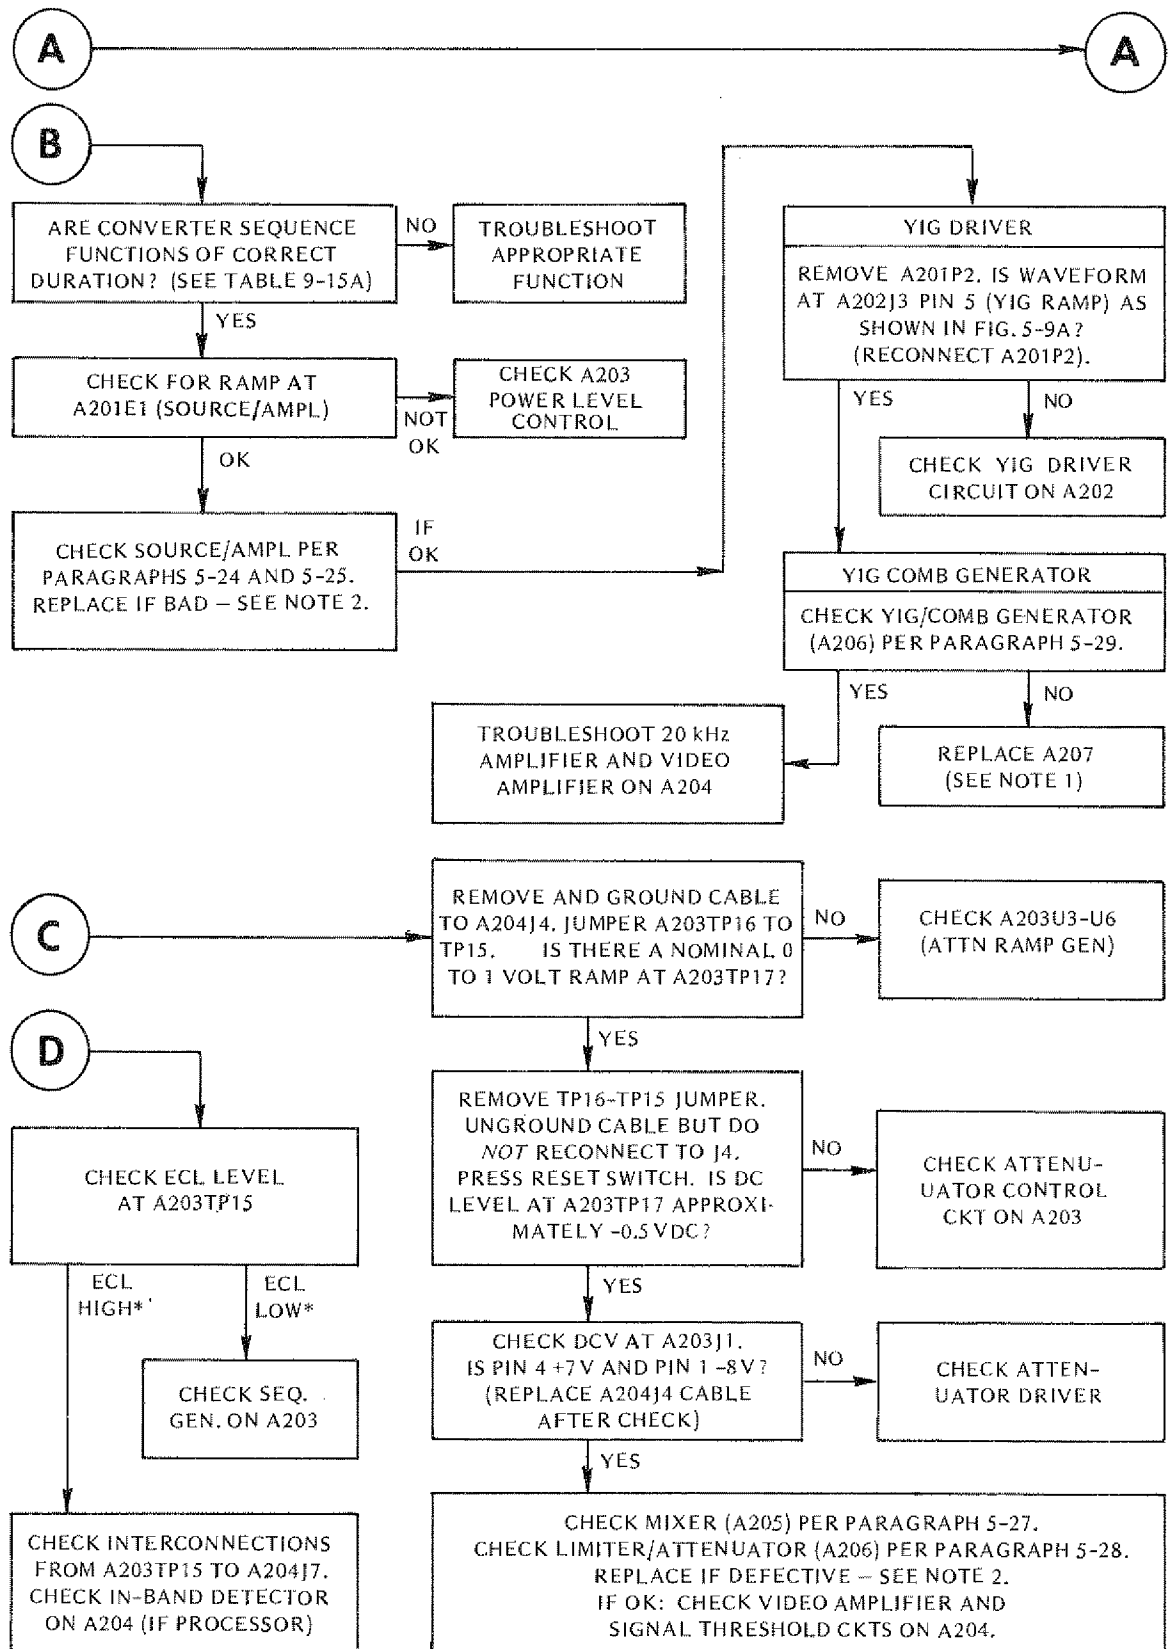 A
A
B
ARE CONVERTER SEQUENCE
FUNCTIONS OF CORRECT
DURATION? (SEE TABLE 9-15A)
NO
TROUBLESHOOT
APPROPRIATE
FUNCTION
YES
CHECK FOR RAMP AT
A201E1 (SOURCE/AMPL)
NOT
OK
CHECK A203
POWER LEVEL
CONTROL
OK
CHECK SOURCE/AMPL PER
PARAGRAPHS 5-24 AND 5-25.
REPLACE IF BAD – SEE NOTE 2.
IF
OK
YIG DRIVER
REMOVE A201P2. IS WAVEFORM
AT A202J3 PIN 5 (YIG RAMP) AS
SHOWN IN FIG. 5-9A?
(RECONNECT A201P2).
YES
NO
CHECK YIG DRIVER
CIRCUIT ON A202
YIG COMB GENERATOR
CHECK YIG/COMB GENERATOR
(A206) PER PARAGRAPH 5-29.
YES
NO
TROUBLESHOOT 20 kHz
AMPLIFIER AND VIDEO
AMPLIFIER ON A204
REPLACE A207
(SEE NOTE 1)
C
REMOVE AND GROUND CABLE
TO A204J4. JUMPER A203TP16 TO
TP15. IS THERE A NOMINAL 0
TO 1 VOLT RAMP AT A203TP17?
NO
CHECK A203U3-U6
(ATTN RAMP GEN)
YES
D
CHECK ECL LEVEL
AT A203TP15
REMOVE TP16-TP15 JUMPER.
UNGROUND CABLE BUT DO
NOT RECONNECT TO J4.
PRESS RESET SWITCH. IS DC
LEVEL AT A203TP17 APPROXI-
MATELY -0.5 VDC?
NO
CHECK ATTENU-
UATOR CONTROL
CKT ON A203
ECL
HIGH*
ECL
LOW*
YES
CHECK SEQ.
GEN. ON A203
CHECK DCV AT A203J1.
IS PIN 4 +7V AND PIN 1 -8V?
(REPLACE A204J4 CABLE
AFTER CHECK)
NO
CHECK ATTEN-
UATOR DRIVER
YES
CHECK INTERCONNECTIONS
FROM A203TP15 TO A204J7.
CHECK IN-BAND DETECTOR
ON A204 (IF PROCESSOR)
CHECK MIXER (A205) PER PARAGRAPH 5-27.
CHECK LIMITER/ATTENUATOR (A206) PER PARAGRAPH 5-28.
REPLACE IF DEFECTIVE – SEE NOTE 2.
IF OK: CHECK VIDEO AMPLIFIER AND
SIGNAL THRESHOLD CKTS ON A204.